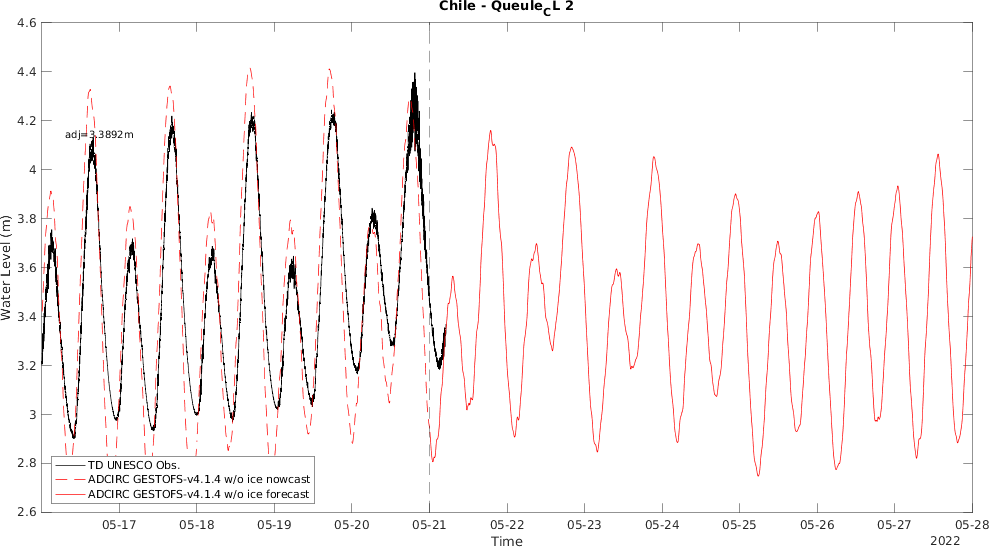 Chile - Queule_CL 2
4.6
4.4
4.2
4
3.8
3.6
3.4
3.2
3
2.8
2.6
Water Level (m)
adj=3.3892m
TD UNESCO Obs.
ADCIRC GESTOFS-v4.1.4 w/o ice nowcast
ADCIRC GESTOFS-v4.1.4 w/o ice forecast
05-17 05-18 05-19 05-20 05-21 05-22 05-23 05-24 05-25 05-26 05-27 05-28
Time
2022